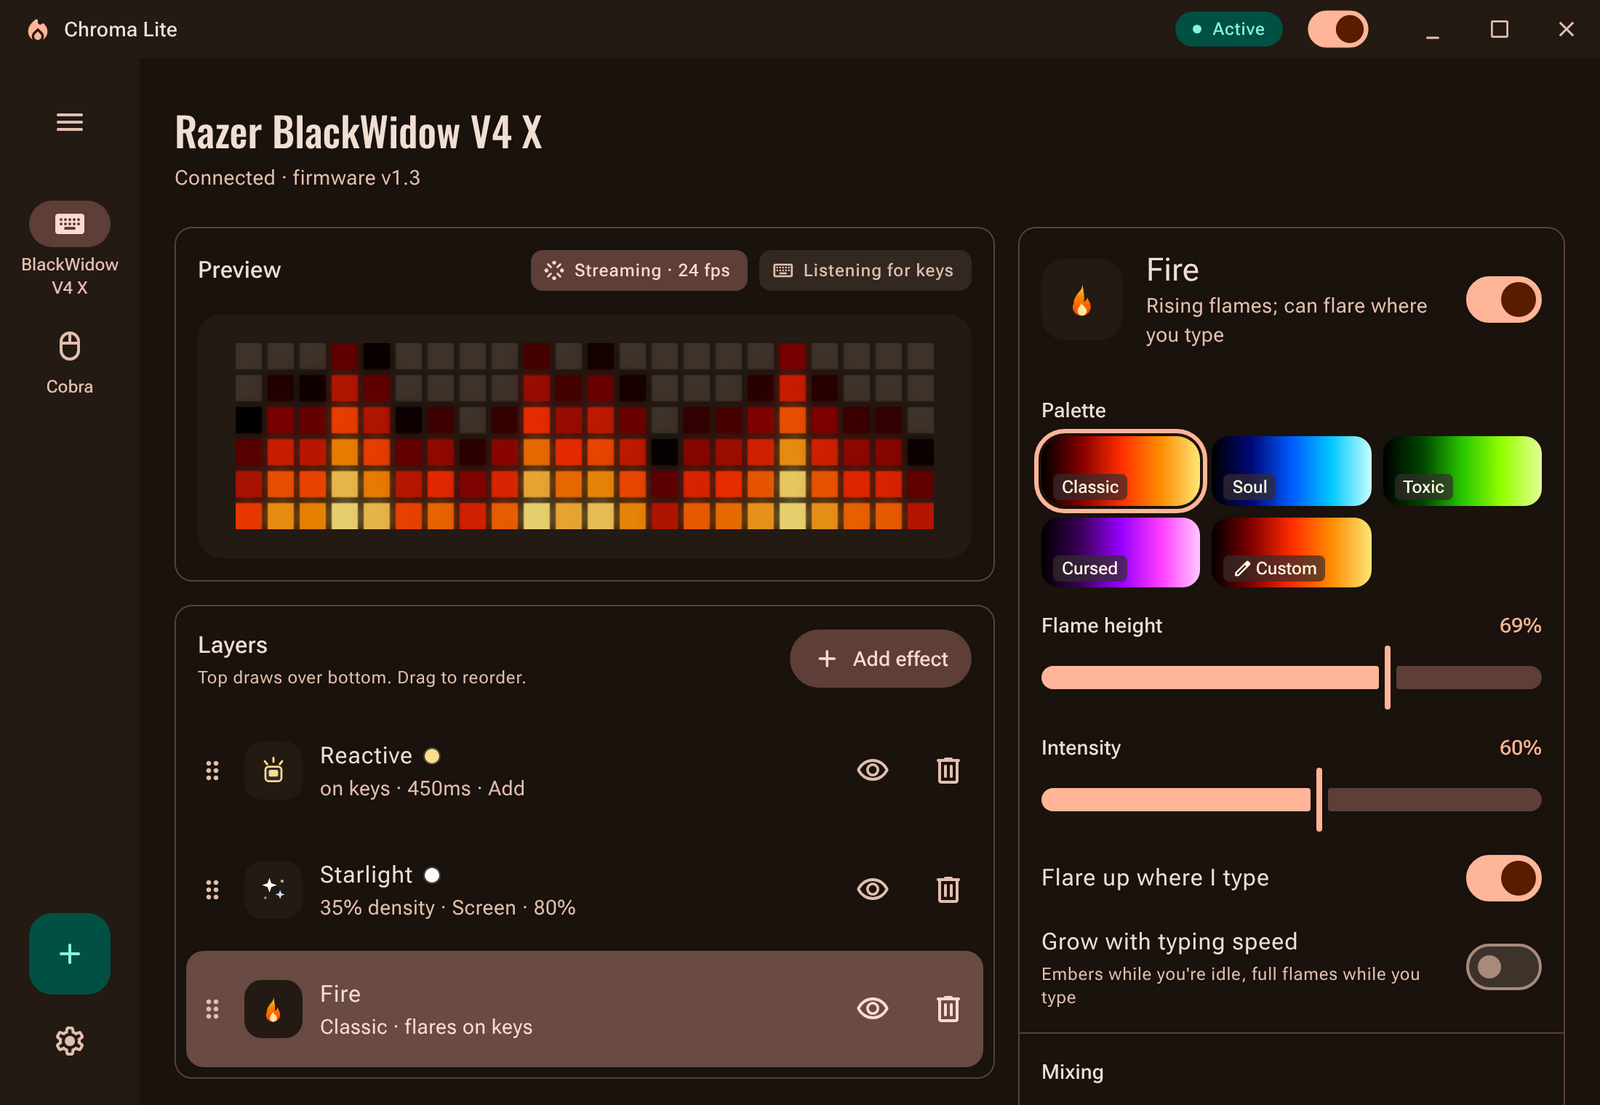 Chroma Lite
Active
BlackWidow
V4 X
Cobra
Razer BlackWidow V4 X
Connected · firmware v1.3
Preview
Streaming · 24 fps
Listening for keys
Layers
Top draws over bottom. Drag to reorder.
Add effect
Reactive
on keys · 450ms · Add
Starlight
35% density · Screen · 80%
Fire
Classic · flares on keys
Fire
Rising flames; can flare where
you type
Palette
Classic
Soul
Toxic
Cursed
Custom
Flame height
69%
Intensity
60%
Flare up where I type
Grow with typing speed
Embers while you're idle, full flames while you
type
Mixing